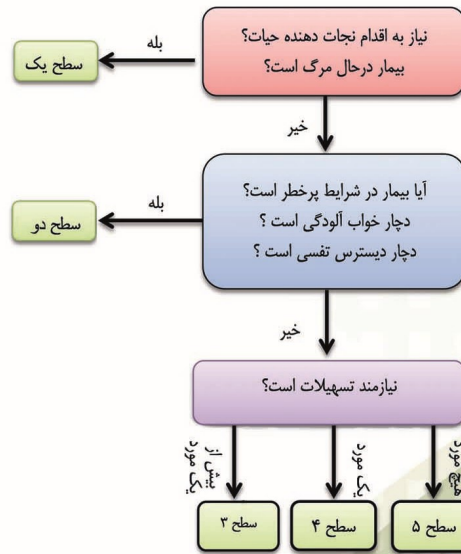 نیاز به اقدام نجات دهنده حیات؟
بیمار درحال مرگ است؟
بله
سطح یک
خیر
آیا بیمار در شرایط پرخطر است؟
دچار خواب آلودگی است ؟
دچار دیسترس تفسی است ؟
بله
سطح دو
خیر
نیازمند تسهیلات است؟
هیچ مورد
یک مورد
بیش از
یک مورد
سطح ۵
سطح ۴
سطح ۳